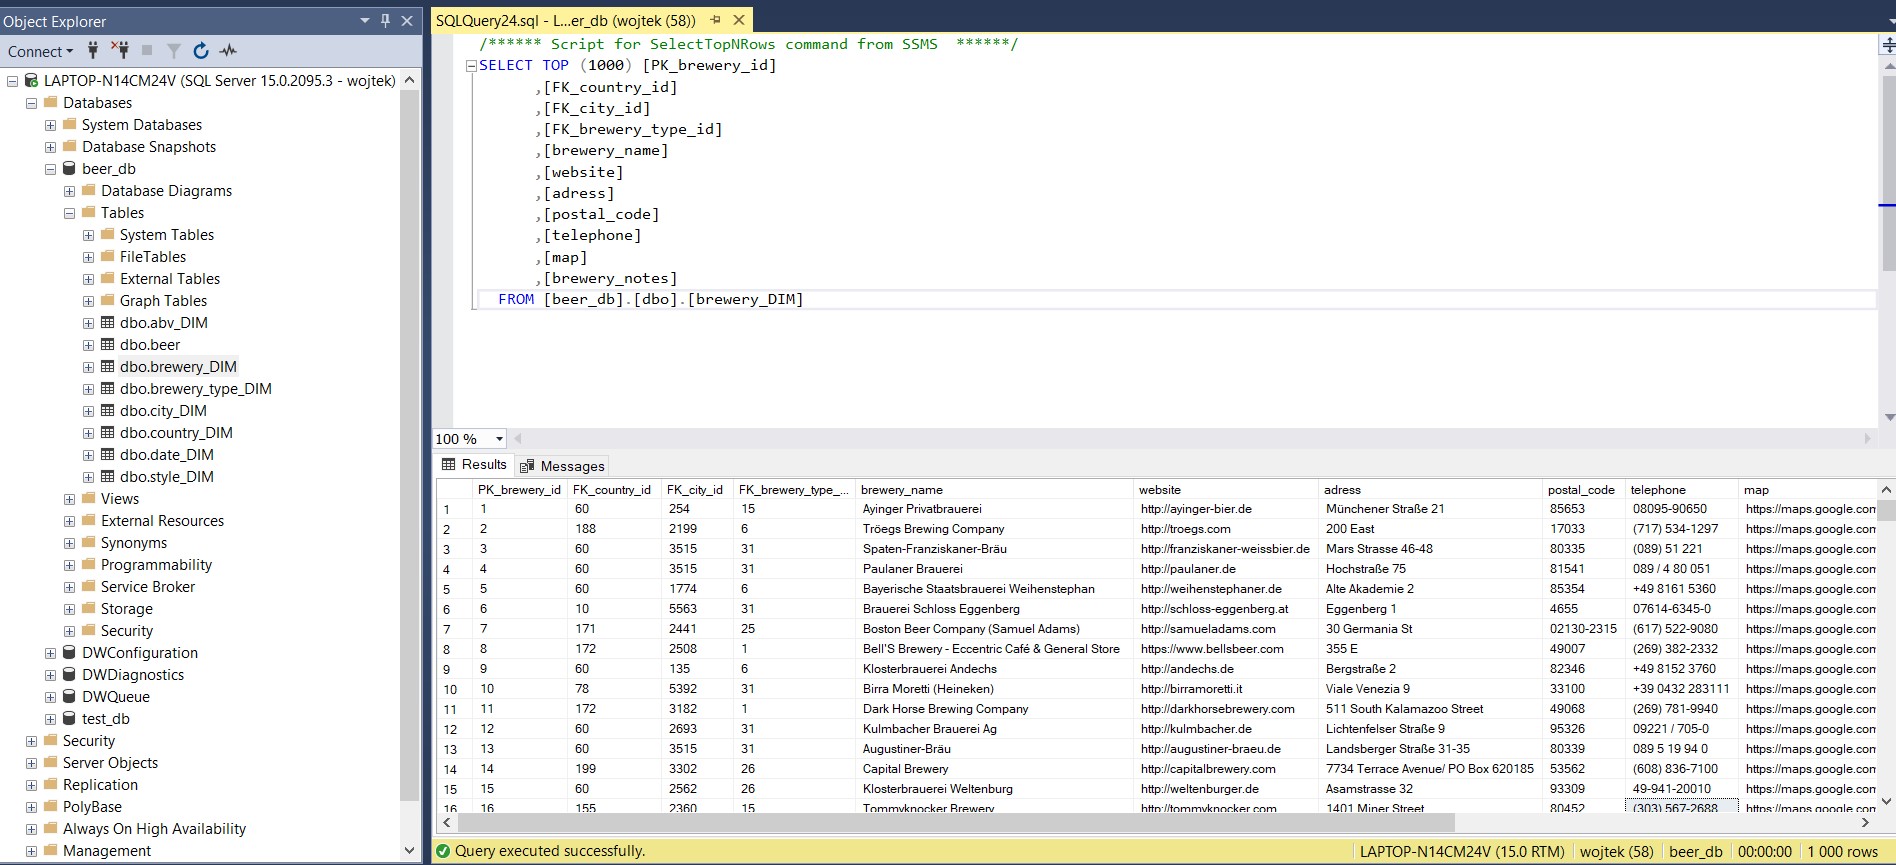 Object Explorer
Connect
LAPTOP-N14CM24V (SQL Server 15.0.2095.3 - wojtek)
Databases
System Databases
Database Snapshots
beer_db
Database Diagrams
Tables
System Tables
FileTables
External Tables
Graph Tables
dbo.abv_DIM
dbo.beer
dbo.brewery_DIM
dbo.brewery_type_DIM
dbo.city_DIM
dbo.country_DIM
dbo.date_DIM
dbo.style_DIM
Views
External Resources
Synonyms
Programmability
Service Broker
Storage
Security
DWConfiguration
DWDiagnostics
DWQueue
test_db
Security
Server Objects
Replication
PolyBase
Always On High Availability
Management
SQLQuery24.sql - L...er_db (wojtek (58))
/****** Script for SelectTopNRows command from SSMS  ******/
SELECT TOP (1000) [PK_brewery_id]
,[FK_country_id]
,[FK_city_id]
,[FK_brewery_type_id]
,[brewery_name]
,[website]
,[adress]
,[postal_code]
,[telephone]
,[map]
,[brewery_notes]
FROM [beer_db].[dbo].[brewery_DIM]
100 %
Results Messages
PK_brewery_id FK_country_id FK_city_id FK_brewery_type_... brewery_name website adress postal_code telephone map
1 1 60 254 15 Ayinger Privatbrauerei http://ayinger-bier.de Münchener Straße 21 85653 08095-90650 https://maps.google.com
2 2 188 2199 6 Tröegs Brewing Company http://troegs.com 200 East 17033 (717) 534-1297 https://maps.google.com
3 3 60 3515 31 Spaten-Franziskaner-Bräu http://franziskaner-weissbier.de Mars Strasse 46-48 80335 (089) 51 221 https://maps.google.com
4 4 60 3515 31 Paulaner Brauerei http://paulaner.de Hochstraße 75 81541 089 / 4 80 051 https://maps.google.com
5 5 60 1774 6 Bayerische Staatsbrauerei Weihenstephan http://weihenstephaner.de Alte Akademie 2 85354 +49 8161 5360 https://maps.google.com
6 6 10 5563 31 Brauerei Schloss Eggenberg http://schloss-eggenberg.at Eggenberg 1 4655 07614-6345-0 https://maps.google.com
7 7 171 2441 25 Boston Beer Company (Samuel Adams) http://samueladams.com 30 Germania St 02130-2315 (617) 522-9080 https://maps.google.com
8 8 172 2508 1 Bell'S Brewery - Eccentric Café & General Store https://www.bellsbeer.com 355 E 49007 (269) 382-2332 https://maps.google.com
9 9 60 135 6 Klosterbrauerei Andechs http://andechs.de Bergstraße 2 82346 +49 8152 3760 https://maps.google.com
10 10 78 5392 31 Birra Moretti (Heineken) http://birramoretti.it Viale Venezia 9 33100 +39 0432 283111 https://maps.google.com
11 11 172 3182 1 Dark Horse Brewing Company http://darkhorsebrewery.com 511 South Kalamazoo Street 49068 (269) 781-9940 https://maps.google.com
12 12 60 2693 31 Kulmbacher Brauerei Ag http://kulmbacher.de Lichtenfelser Straße 9 95326 09221 / 705-0 https://maps.google.com
13 13 60 3515 31 Augustiner-Bräu http://augustiner-braeu.de Landsberger Straße 31-35 80339 089 5 19 94 0 https://maps.google.com
14 14 199 3302 26 Capital Brewery http://capitalbrewery.com 7734 Terrace Avenue/ PO Box 620185 53562 (608) 836-7100 https://maps.google.com
15 15 60 2562 26 Klosterbrauerei Weltenburg http://weltenburger.de Asamstrasse 32 93309 49-941-20010 https://maps.google.com
16 16 155 2360 15 Tommyknocker Brewery http://tommyknocker.com 1401 Miner Street 80452 (303) 567-2688 https://maps.google.com
Query executed successfully. LAPTOP-N14CM24V (15.0 RTM) wojtek (58) beer_db 00:00:00 1 000 rows